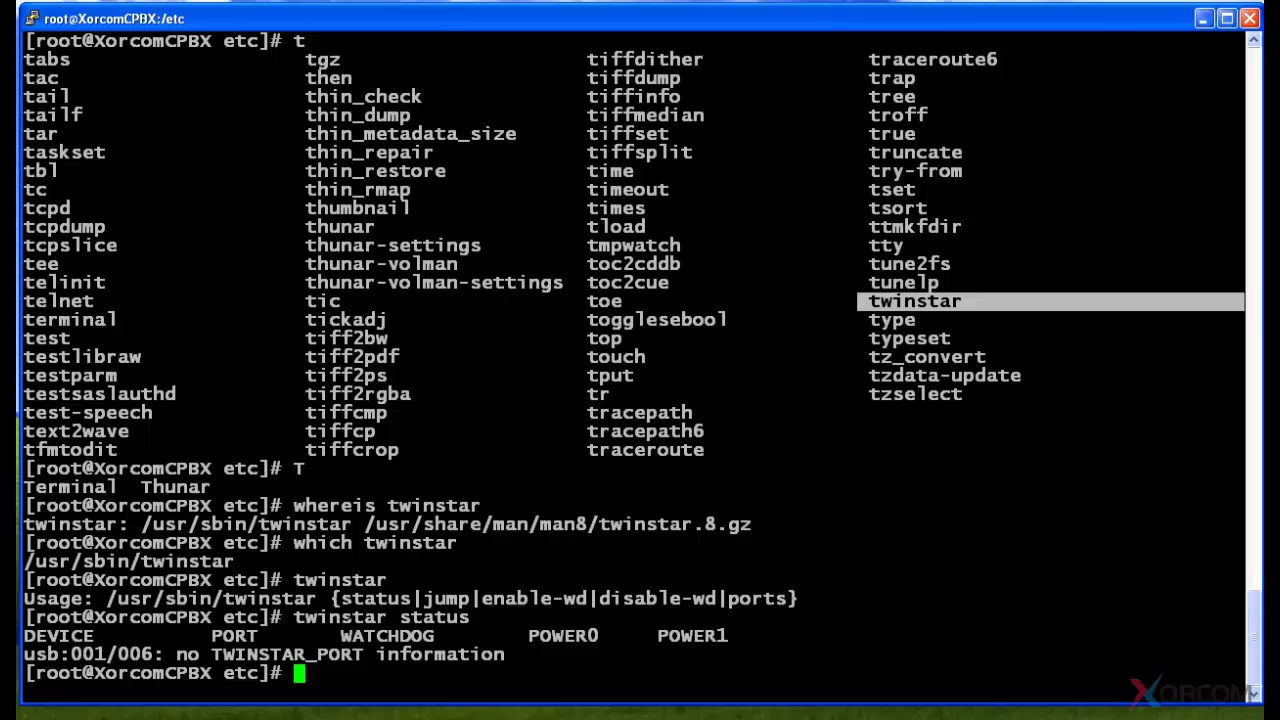 root@XorcomCPBX:/etc
[root@XorcomCPBX etc]# t
tabs tgz tiffdither traceroute6
tac then tiffdump trap
tail thin_check tiffinfo tree
tailf thin_dump tiffmedian troff
tar thin_metadata_size tiffset true
taskset thin_repair tiffsplit truncate
tbl thin_restore time try-from
tc thin_rmap timeout tset
tcpd thumbnail times tsort
tcpdump thunar tload ttmkfdir
tcpslice thunar-settings tmpwatch tty
tee thunar-volman toc2cddb tune2fs
telinit thunar-volman-settings toc2cue tunelp
telnet tic toe twinstar
terminal tickadj togglesebool type
test tiff2bw top typeset
testlibraw tiff2pdf touch tz_convert
testparm tiff2ps tput tzdata-update
testsaslauthd tiff2rgba tr tzselect
test-speech tiffcmp tracepath
text2wave tiffcp tracepath6
tfmtodit tiffcrop traceroute
[root@XorcomCPBX etc]# T
Terminal Thunar
[root@XorcomCPBX etc]# whereis twinstar
twinstar: /usr/sbin/twinstar /usr/share/man/man8/twinstar.8.gz
[root@XorcomCPBX etc]# which twinstar
/usr/sbin/twinstar
[root@XorcomCPBX etc]# twinstar
Usage: /usr/sbin/twinstar {status|jump|enable-wd|disable-wd|ports}
[root@XorcomCPBX etc]# twinstar status
DEVICE PORT WATCHDOG POWER0 POWER1
usb:001/006: no TWINSTAR_PORT information
[root@XorcomCPBX etc]#
XORCOM